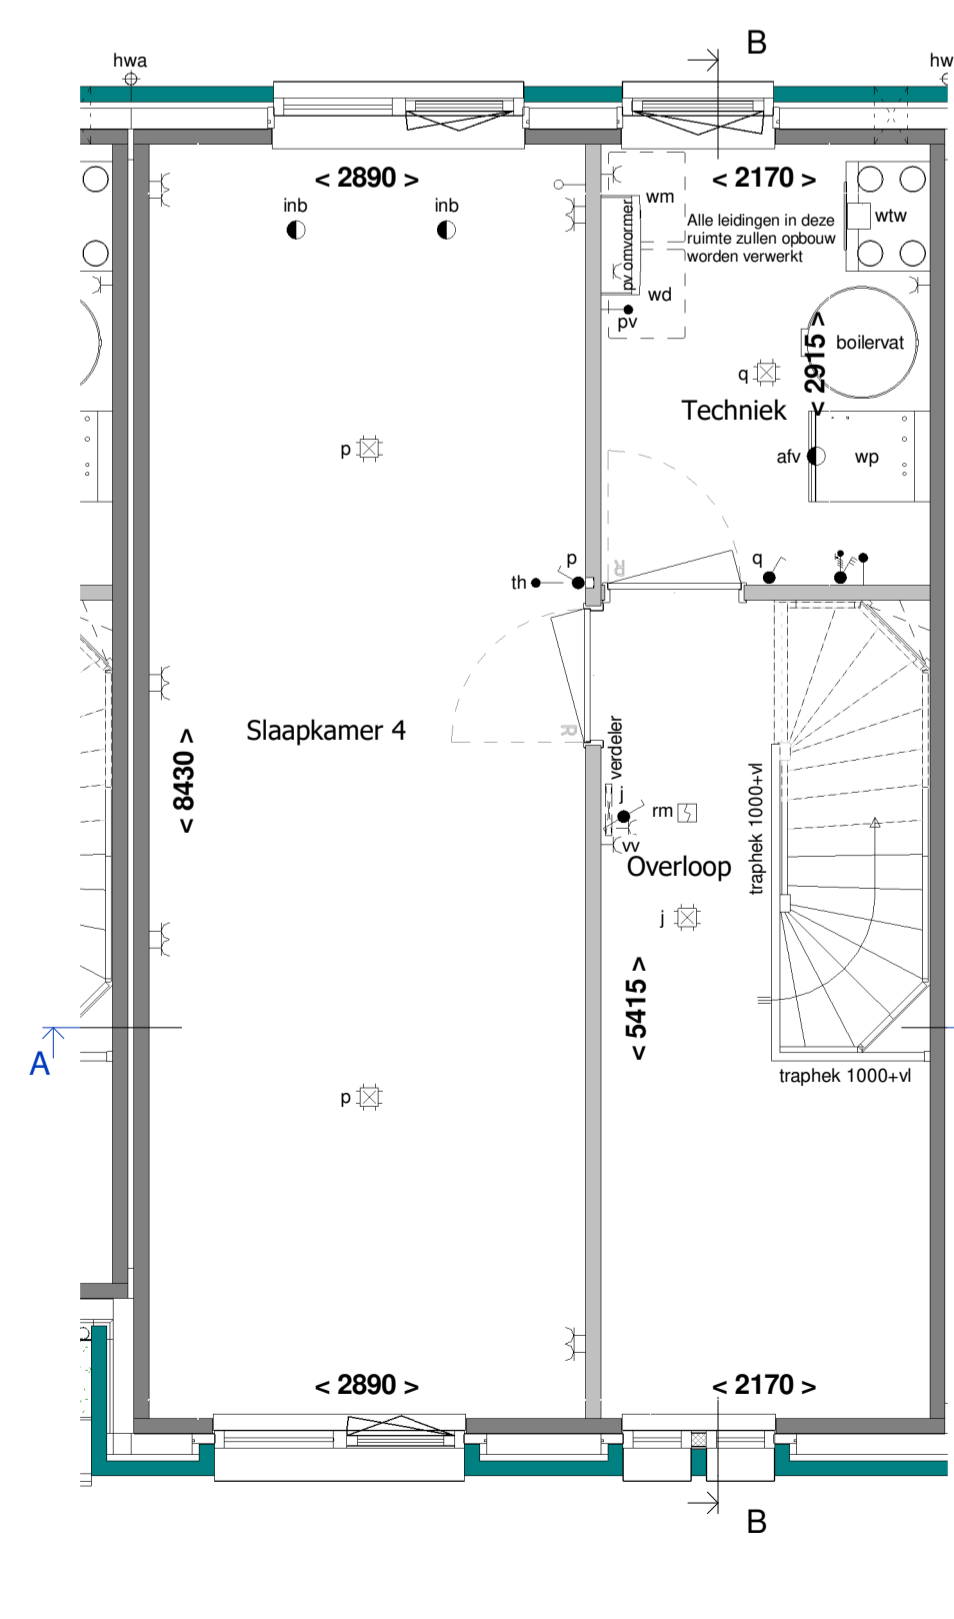 B
hwa
hw
< 2890 >
< 2170 >
inb
inb
wm
pv omvormer
Alle leidingen in deze
ruimte zullen opbouw
worden verwerkt
wtw
wd
pv
< 2915 >
boilervat
q
Techniek
p
afv
wp
p
th
q
R
R
Slaapkamer 4
< 8430 >
verdeler
j
rm
vv
Overloop
traphek 1000+vl
j
< 5415 >
A
traphek 1000+vl
p
< 2890 >
< 2170 >
B